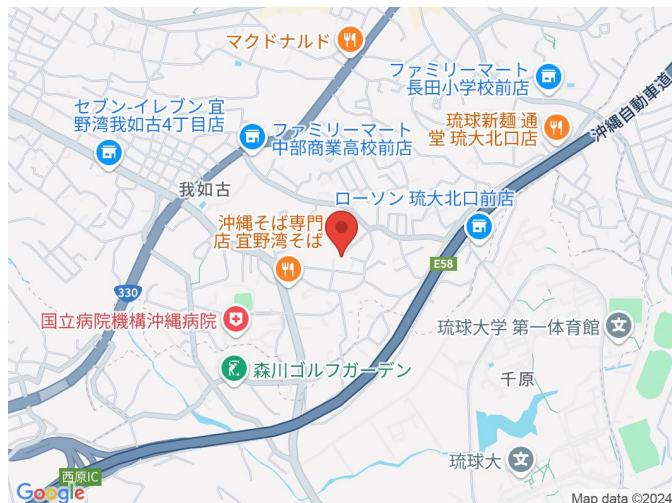 マクドナルド
ファミリーマート
長田小学校前店
沖縄自動車道
セブン-イレブン 宜
野湾我如古4丁目店
ファミリーマート
中部商業高校前店
琉球新麺 通
堂 琉大北口店
我如古
ローソン 琉大北口前店
沖縄そば専門
店 宜野湾そば
E58
330
国立病院機構沖縄病院
琉球大学 第一体育館
森川ゴルフガーデン
千原
琉球大
西原IC
Google
Map data ©2024